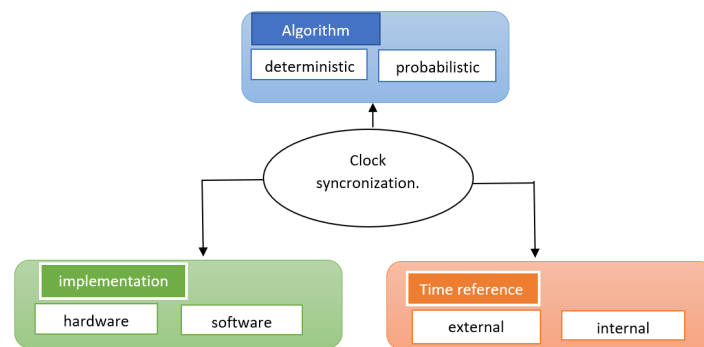 Algorithm
deterministic
probabilistic
Clock
syncronization.
implementation
hardware
software
Time reference
external
internal